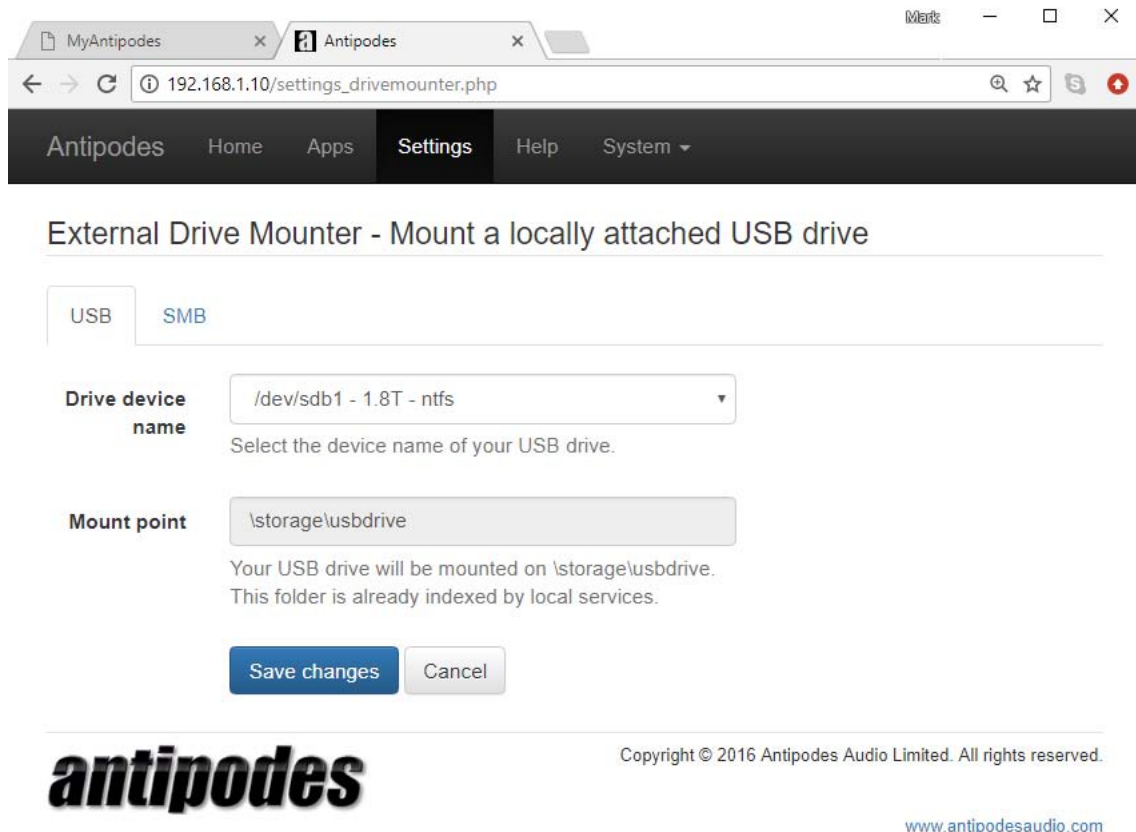 Mark
MyAntipodes
Antipodes
192.168.1.10/settings_drivemounter.php
Antipodes Home Apps Settings Help System
External Drive Mounter - Mount a locally attached USB drive
USB SMB
Drive device name
/dev/sdb1 - 1.8T - ntfs
Select the device name of your USB drive.
Mount point
\storage\usbdrive
Your USB drive will be mounted on \storage\usbdrive.
This folder is already indexed by local services.
Save changes Cancel
antipodes
Copyright © 2016 Antipodes Audio Limited. All rights reserved.
www.antipodesaudio.com